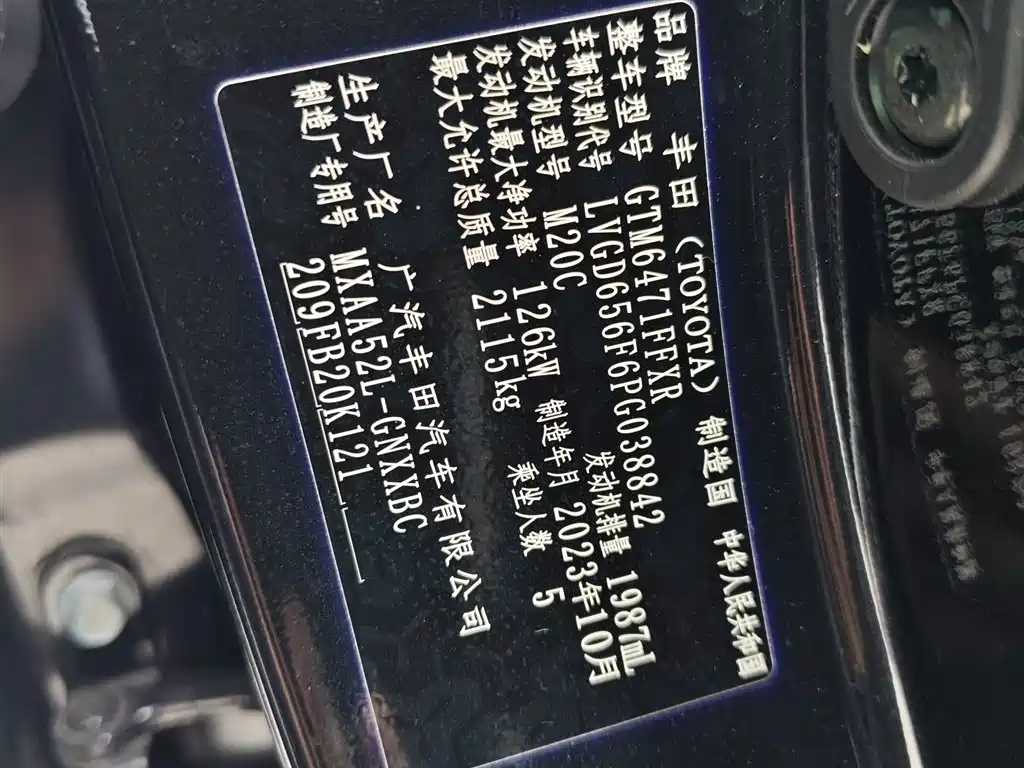 品牌 丰田（TOYOTA） 制造国 中华人民共和国
整车型号 GTM6471FFXR
车辆识别代号 LVGD656F6PG038842
发动机型号 M20C 发动机排量 1987mL
发动机最大净功率 126kW 制造年月 2023年10月
最大允许总质量 2115kg 乘坐人数 5
生产厂名 广汽丰田汽车有限公司
制造厂专用号 MXAA52L-GNXXBC
209FB20K121